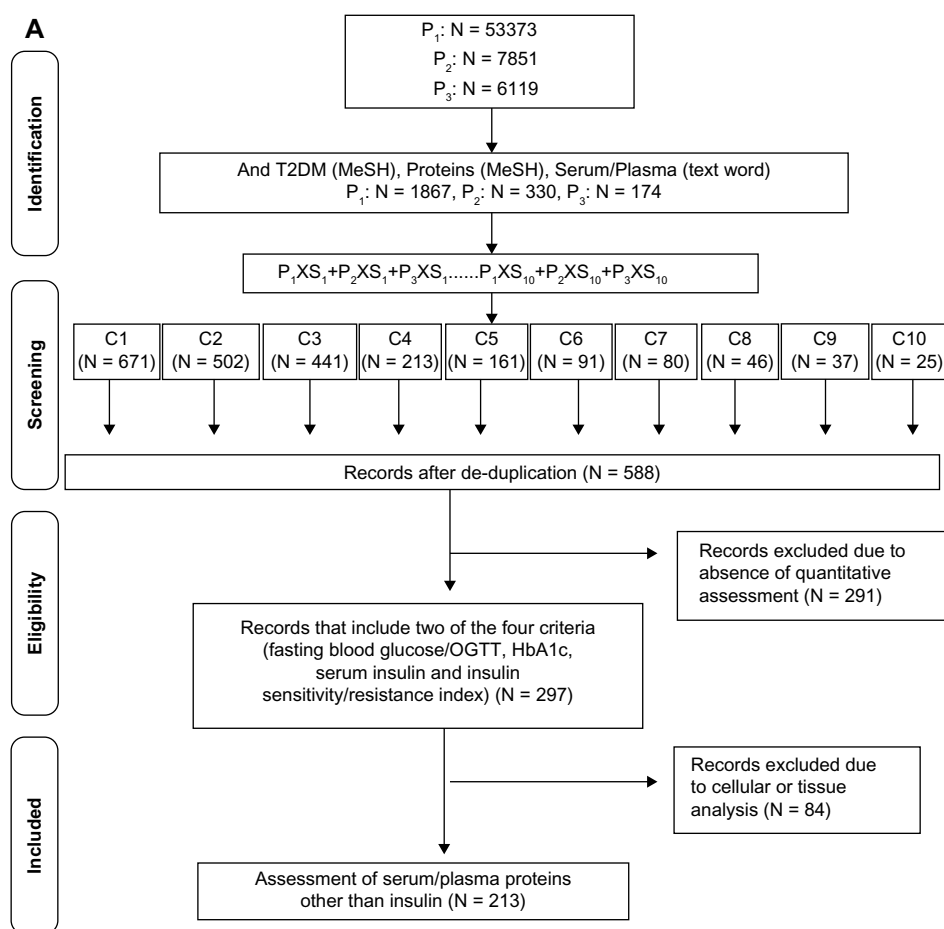 A
Identification
P₁: N = 53373
P₂: N = 7851
P₃: N = 6119
And T2DM (MeSH), Proteins (MeSH), Serum/Plasma (text word)
P₁: N = 1867, P₂: N = 330, P₃: N = 174
P₁XS₁+P₂XS₁+P₃XS₁......P₁XS₁₀+P₂XS₁₀+P₃XS₁₀
Screening
C1
(N = 671)
C2
(N = 502)
C3
(N = 441)
C4
(N = 213)
C5
(N = 161)
C6
(N = 91)
C7
(N = 80)
C8
(N = 46)
C9
(N = 37)
C10
(N = 25)
Records after de-duplication (N = 588)
Eligibility
Records excluded due to
absence of quantitative
assessment (N = 291)
Records that include two of the four criteria
(fasting blood glucose/OGTT, HbA1c,
serum insulin and insulin
sensitivity/resistance index) (N = 297)
Included
Records excluded due
to cellular or tissue
analysis (N = 84)
Assessment of serum/plasma proteins
other than insulin (N = 213)